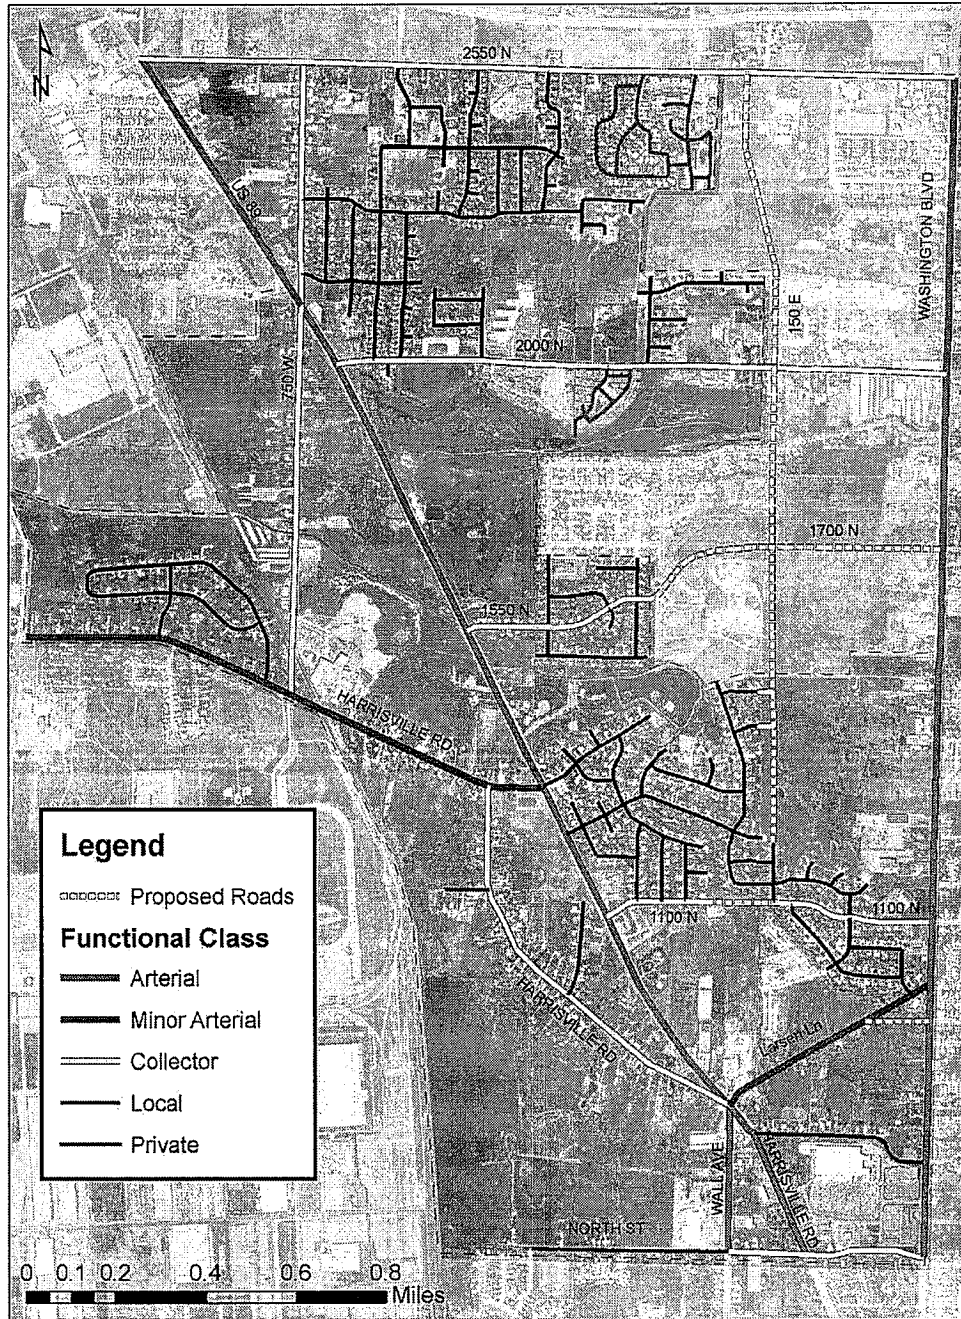 N
2550 N
US 89
WASHINGTON BLVD
150 E
2000 N
750 W
1700 N
1550 N
HARRISVILLE RD
1100 N
1100 N
HARRISVILLE RD
Larsen Ln
WALL AVE
HARRISVILLE RD
NORTH ST
Legend
Proposed Roads
Functional Class
Arterial
Minor Arterial
Collector
Local
Private
0 0.1 0.2 0.4 0.6 0.8
Miles